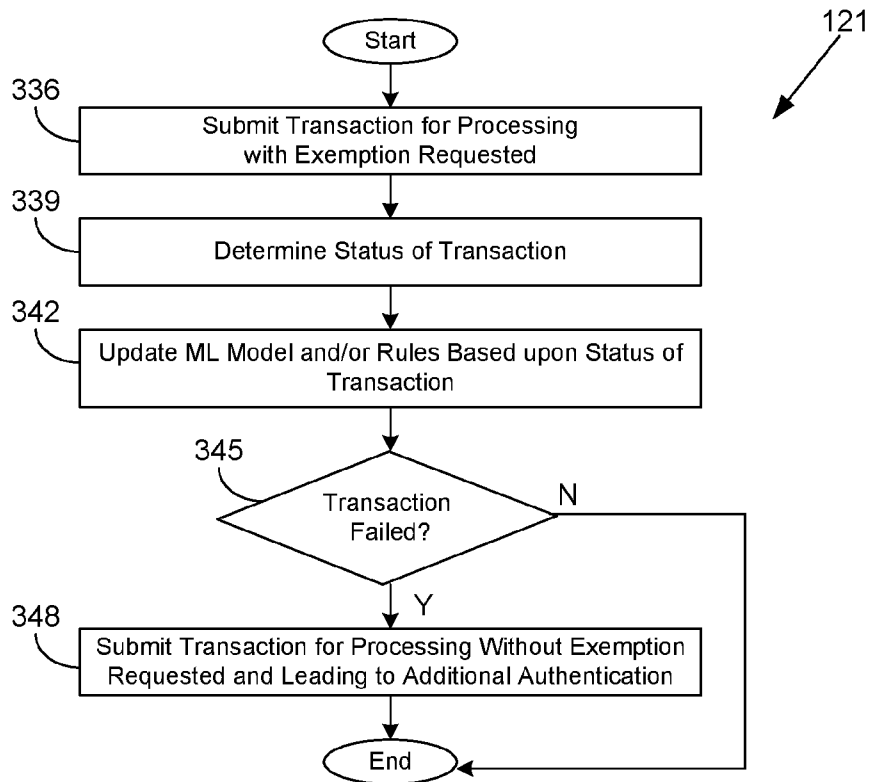 121
Start
336
Submit Transaction for Processing
with Exemption Requested
339
Determine Status of Transaction
342
Update ML Model and/or Rules Based upon Status of
Transaction
345
Transaction
Failed?
N
Y
348
Submit Transaction for Processing Without Exemption
Requested and Leading to Additional Authentication
End